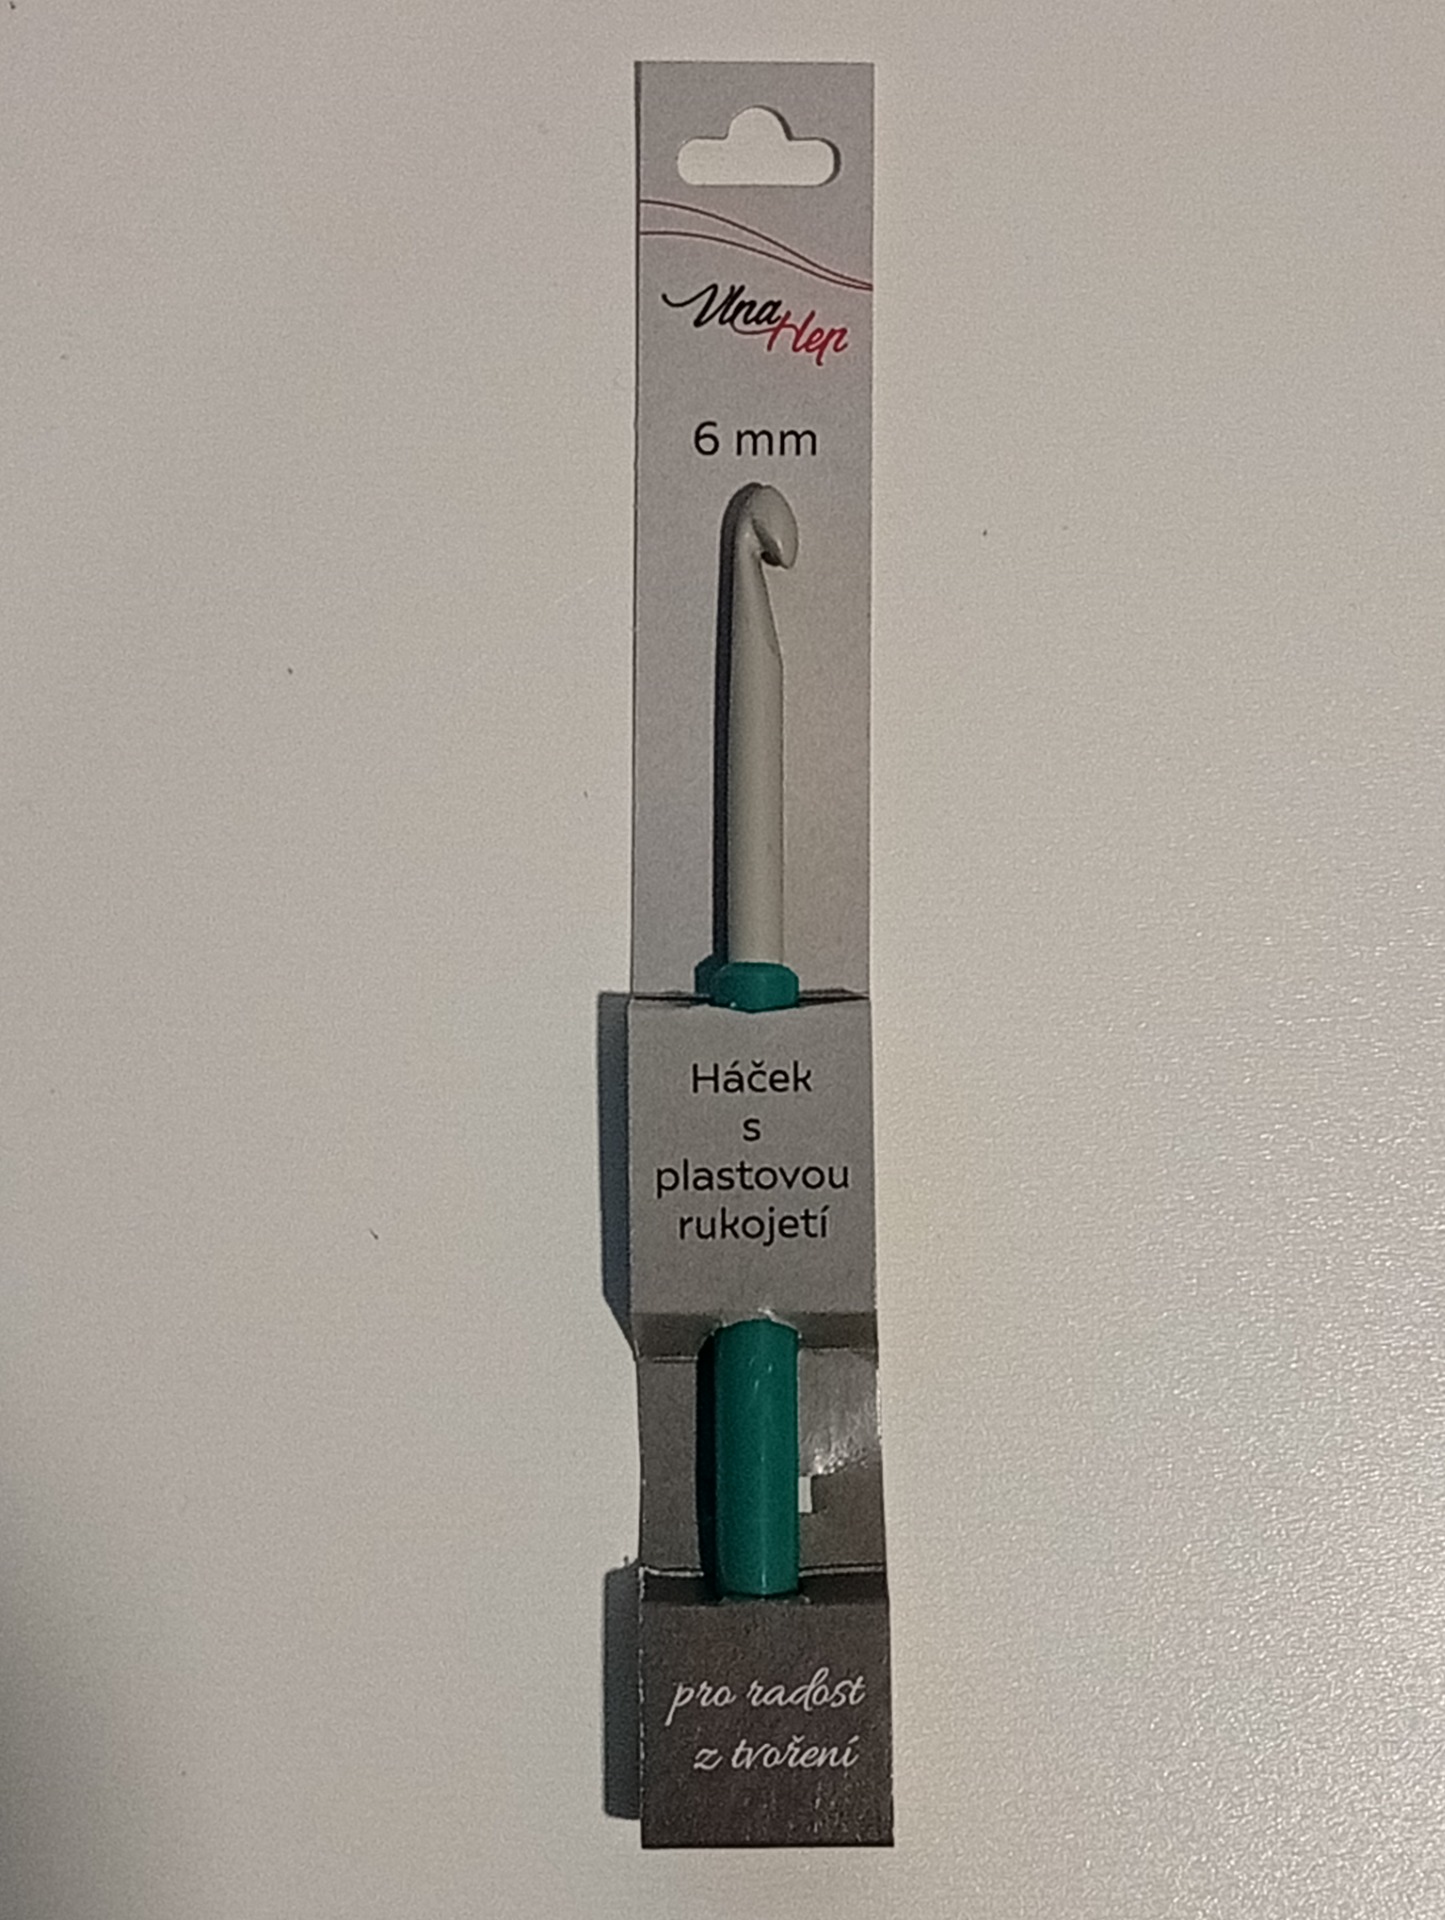 Vlna
Hep
6 mm
Háček
s
plastovou
rukojetí
pro radost
z tvoření